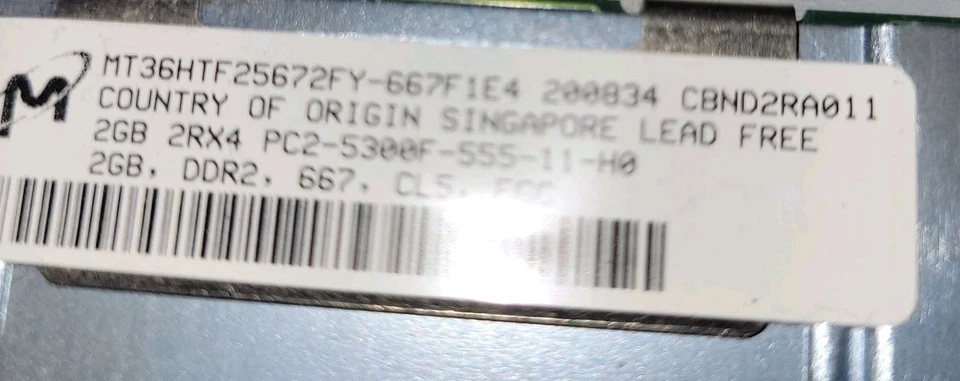 MT36HTF25672FY-667F1E4 200834 CBND2RA011
COUNTRY OF ORIGIN SINGAPORE LEAD FREE
2GB 2RX4 PC2-5300F-555-11-H0
2GB, DDR2, 667, CL5, ECC